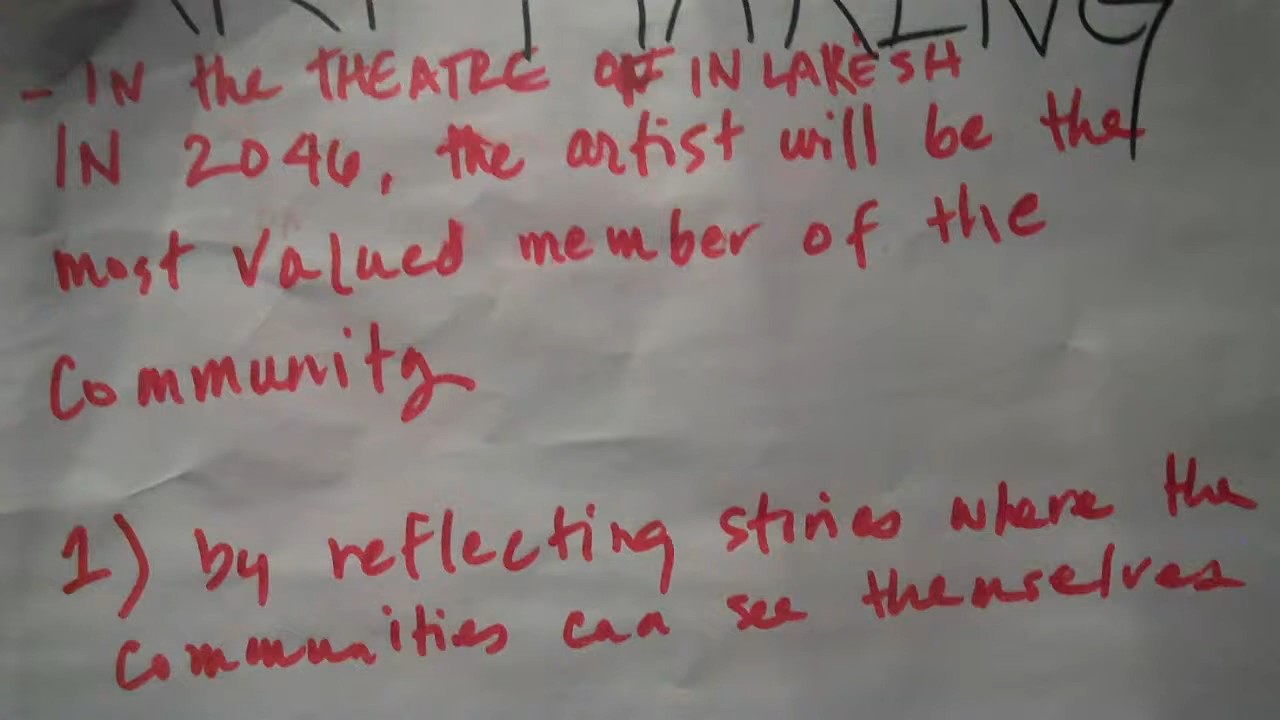 - IN the THEATRE OF IN LAKESH
IN 2046, the artist will be the
most valued member of the
Community
1) by reflecting stories where the
communities can see themselves